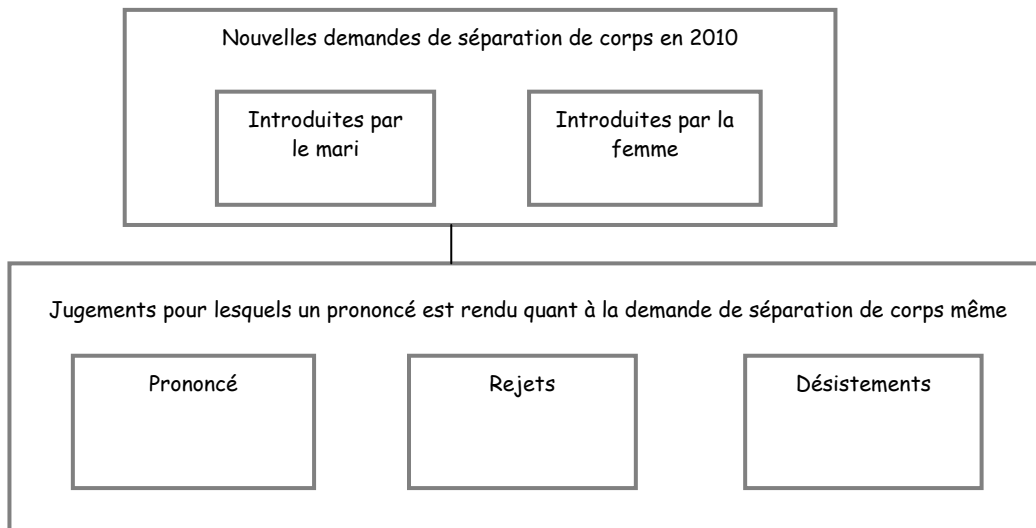 Nouvelles demandes de séparation de corps en 2010
Introduites par
le mari
Introduites par la
femme
Jugements pour lesquels un prononcé est rendu quant à la demande de séparation de corps même
Prononcé
Rejets
Désistements